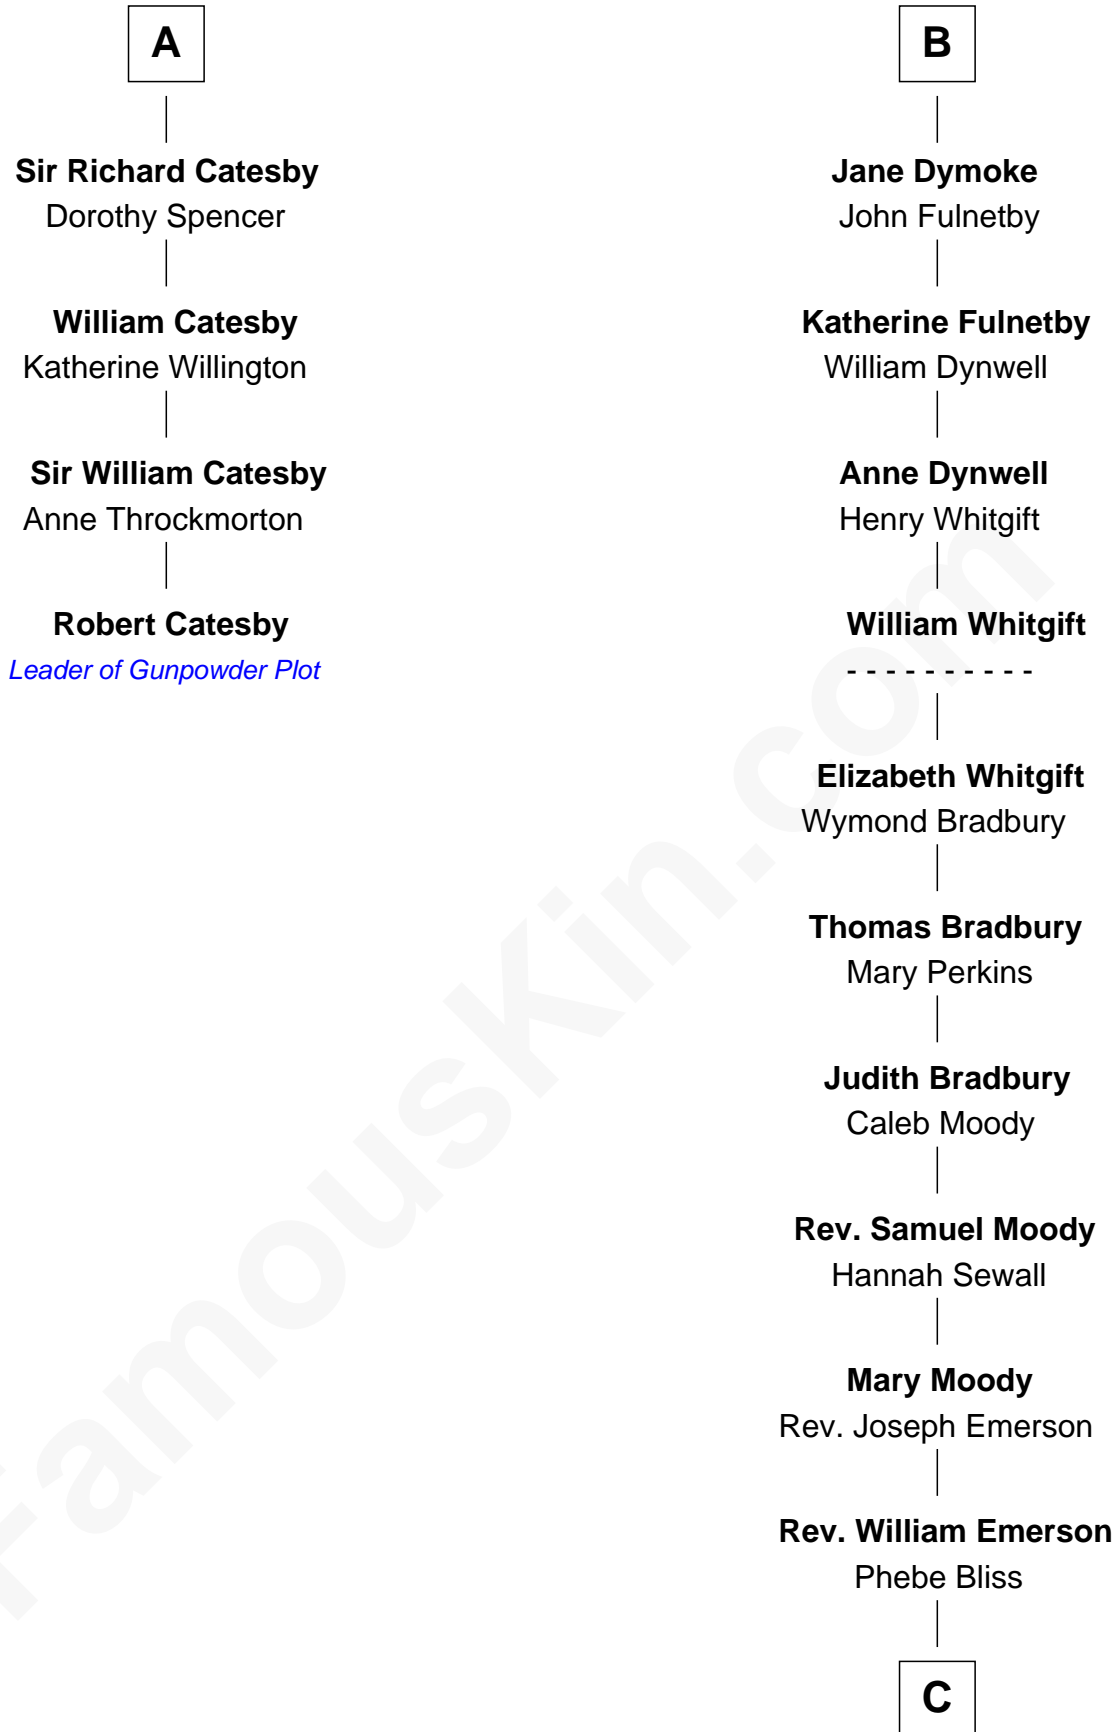 A
Sir Richard Catesby
Dorothy Spencer
William Catesby
Katherine Willington
Sir William Catesby
Anne Throckmorton
Robert Catesby
Leader of Gunpowder Plot
B
Jane Dymoke
John Fulnetby
Katherine Fulnetby
William Dynwell
Anne Dynwell
Henry Whitgift
William Whitgift
- - - - - - - - - -
Elizabeth Whitgift
Wymond Bradbury
Thomas Bradbury
Mary Perkins
Judith Bradbury
Caleb Moody
Rev. Samuel Moody
Hannah Sewall
Mary Moody
Rev. Joseph Emerson
Rev. William Emerson
Phebe Bliss
C
FamousKin.com